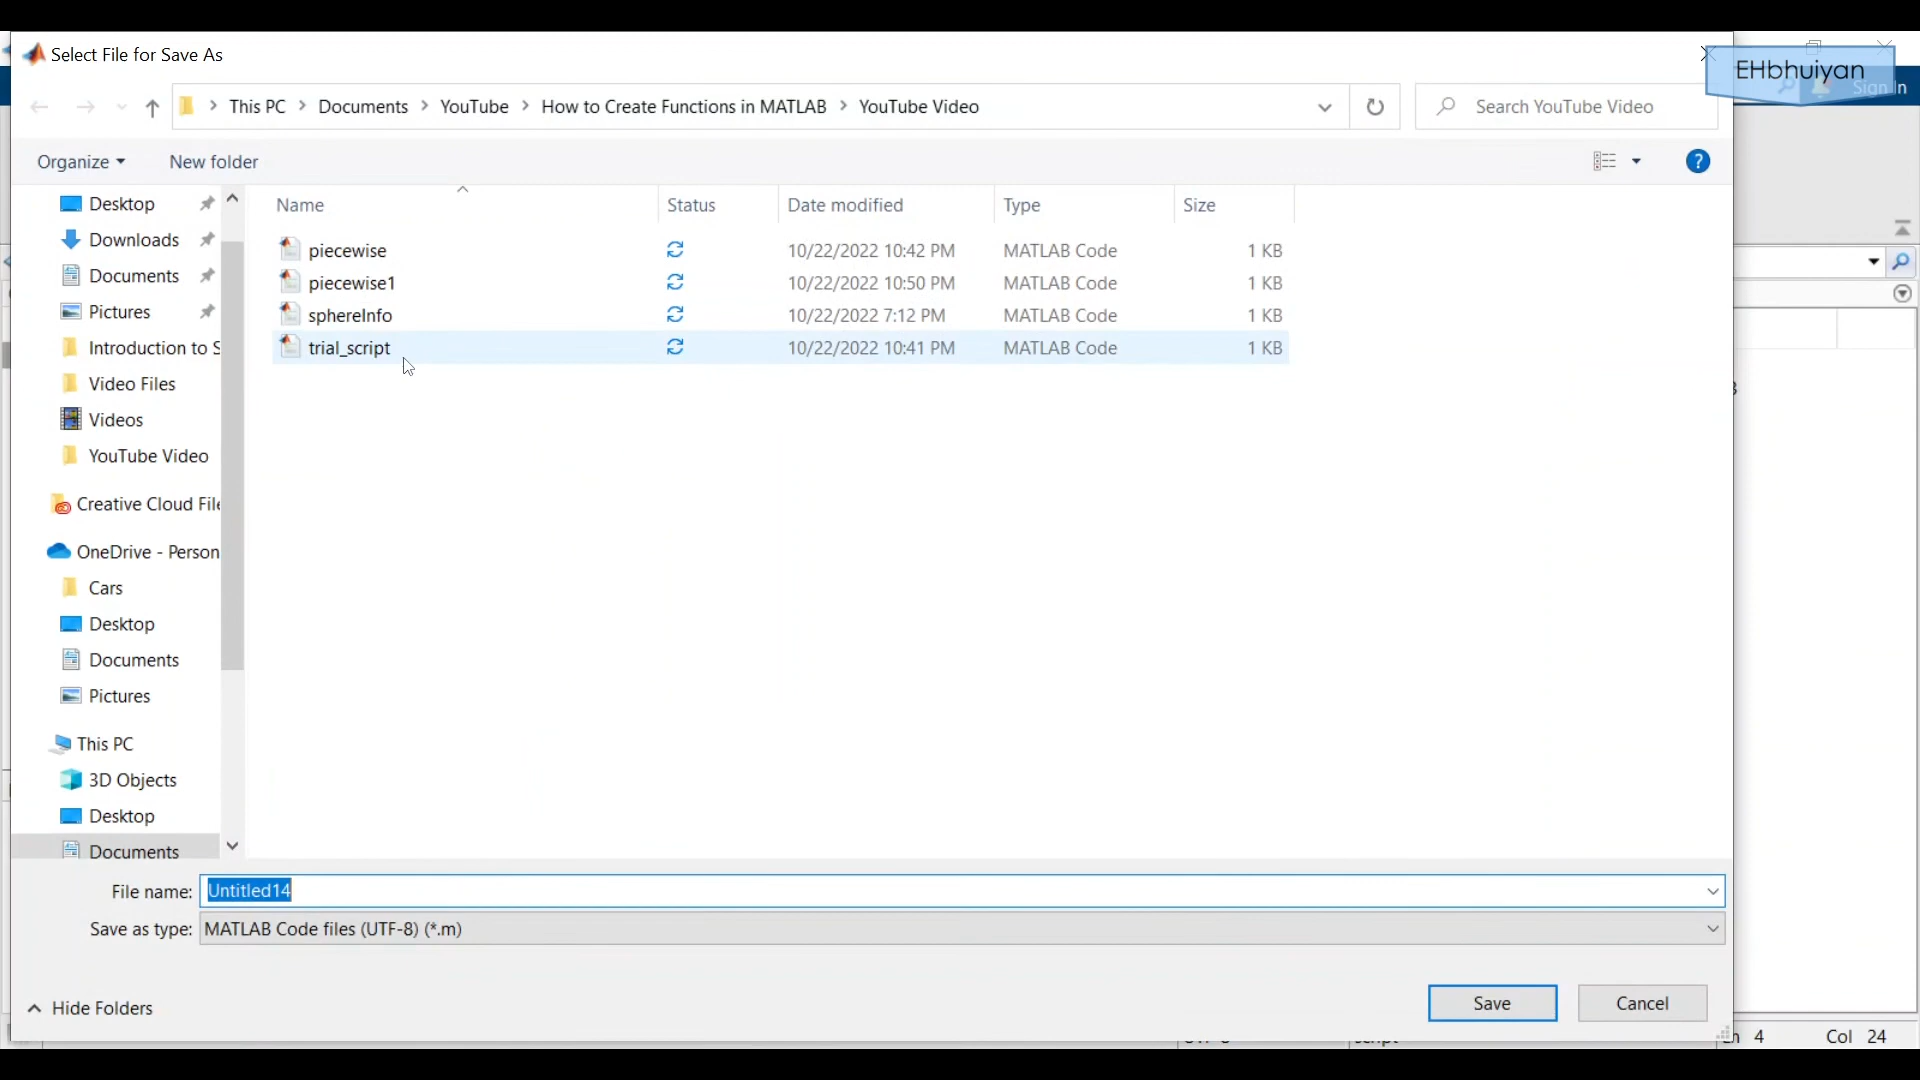 Select File for Save As
EHbhuiyan
Sign In
This PC > Documents > YouTube > How to Create Functions in MATLAB > YouTube Video
Search YouTube Video
Organize
New folder
?
Name Status Date modified Type Size
piecewise 10/22/2022 10:42 PM MATLAB Code 1 KB
piecewise1 10/22/2022 10:50 PM MATLAB Code 1 KB
sphereInfo 10/22/2022 7:12 PM MATLAB Code 1 KB
trial_script 10/22/2022 10:41 PM MATLAB Code 1 KB
Desktop
Downloads
Documents
Pictures
Introduction to S
Video Files
Videos
YouTube Video
Creative Cloud File
OneDrive - Person
Cars
Desktop
Documents
Pictures
This PC
3D Objects
Desktop
Documents
File name: Untitled14
Save as type: MATLAB Code files (UTF-8) (*.m)
Hide Folders
Save
Cancel
Ln 4 Col 24